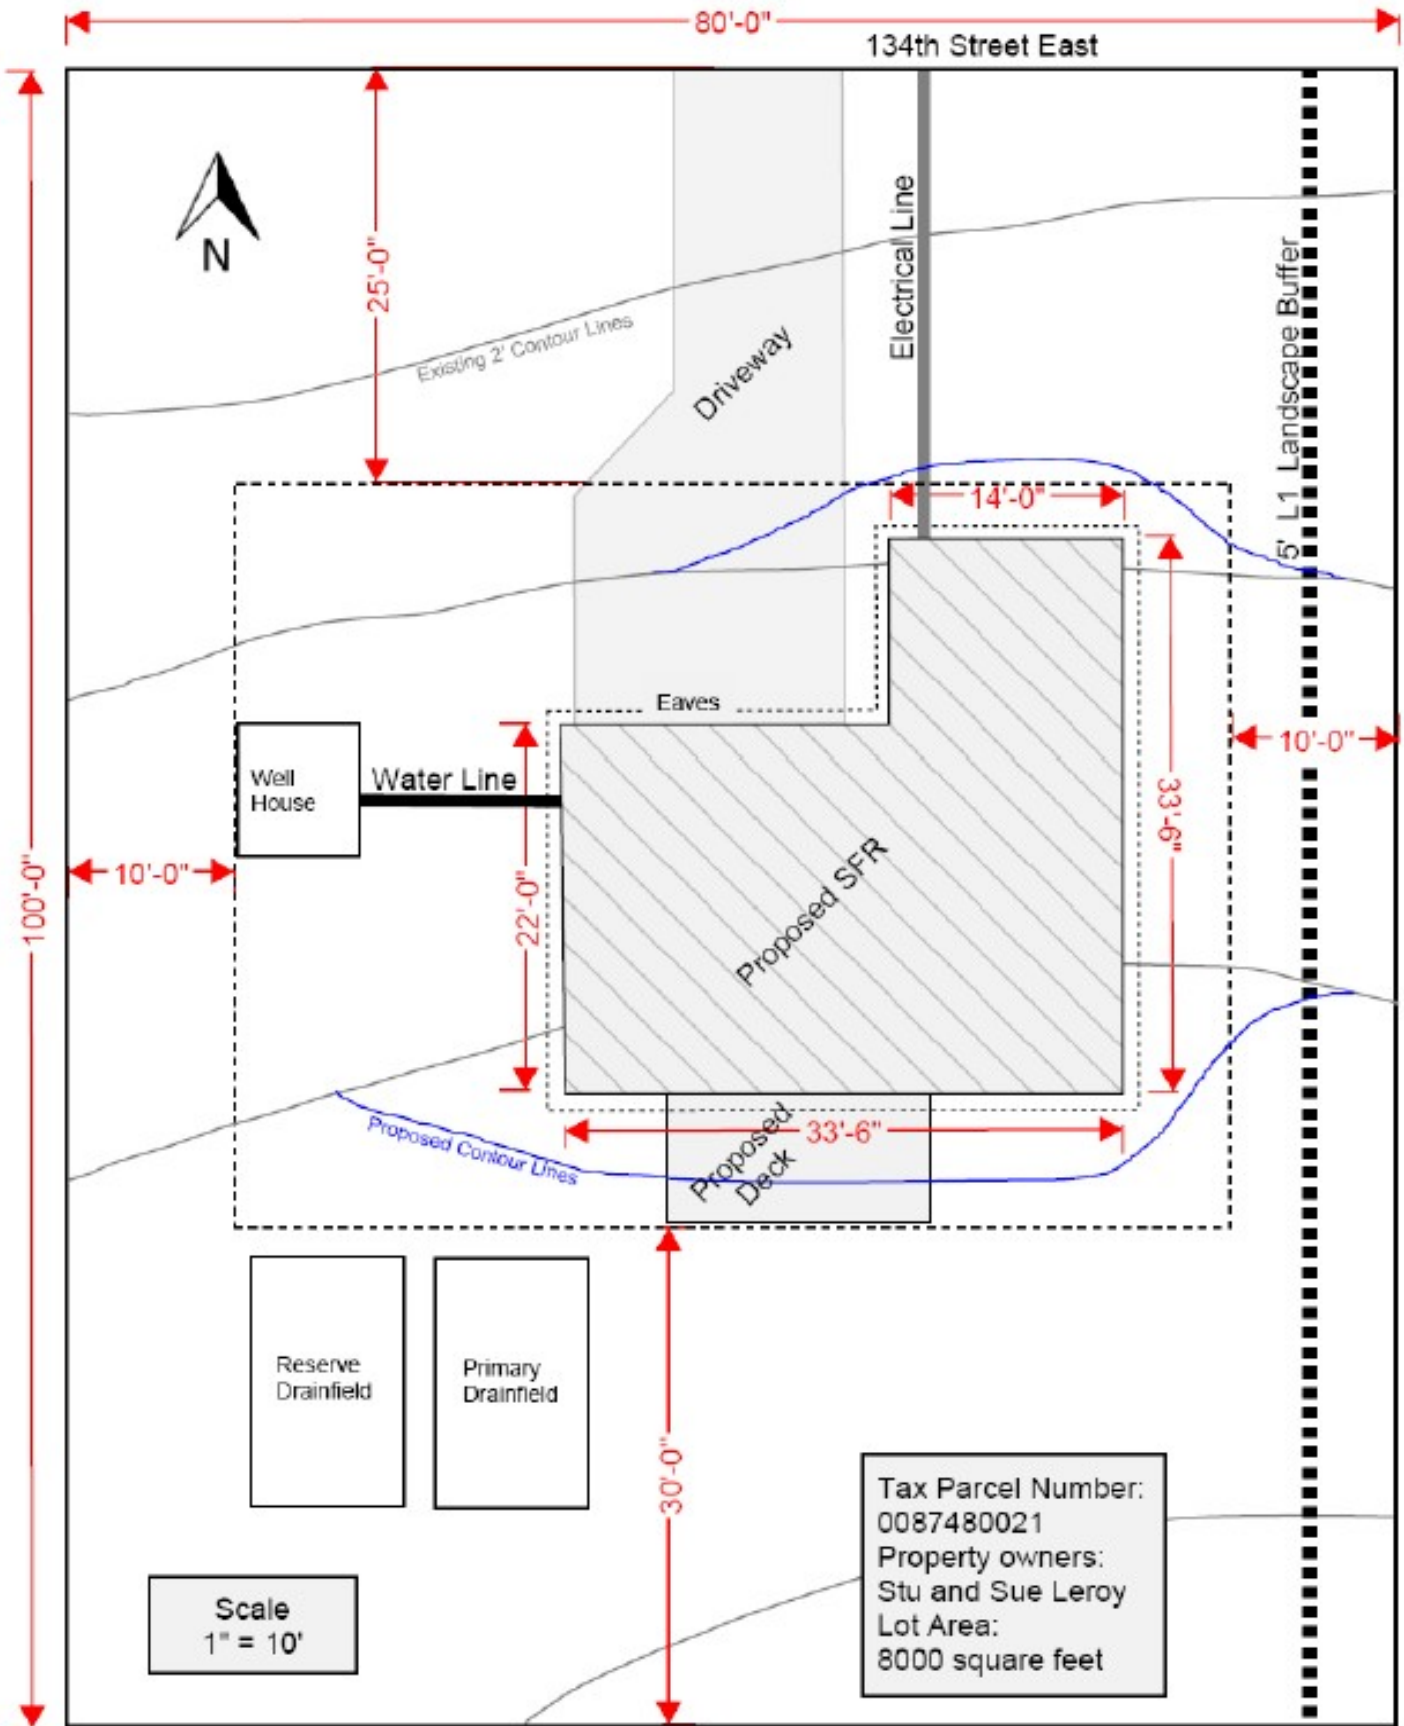 80'-0"
134th Street East
N
25'-0"
Existing 2' Contour Lines
Driveway
Electrical Line
5' L1 Landscape Buffer
14'-0"
Eaves
10'-0"
Well
House
Water Line
33'-6"
10'-0"
100'-0"
22'-0"
Proposed SFR
Proposed Contour Lines
33'-6"
Proposed
Deck
Reserve
Drainfield
Primary
Drainfield
30'-0"
Tax Parcel Number:
0087480021
Property owners:
Stu and Sue Leroy
Lot Area:
8000 square feet
Scale
1" = 10'